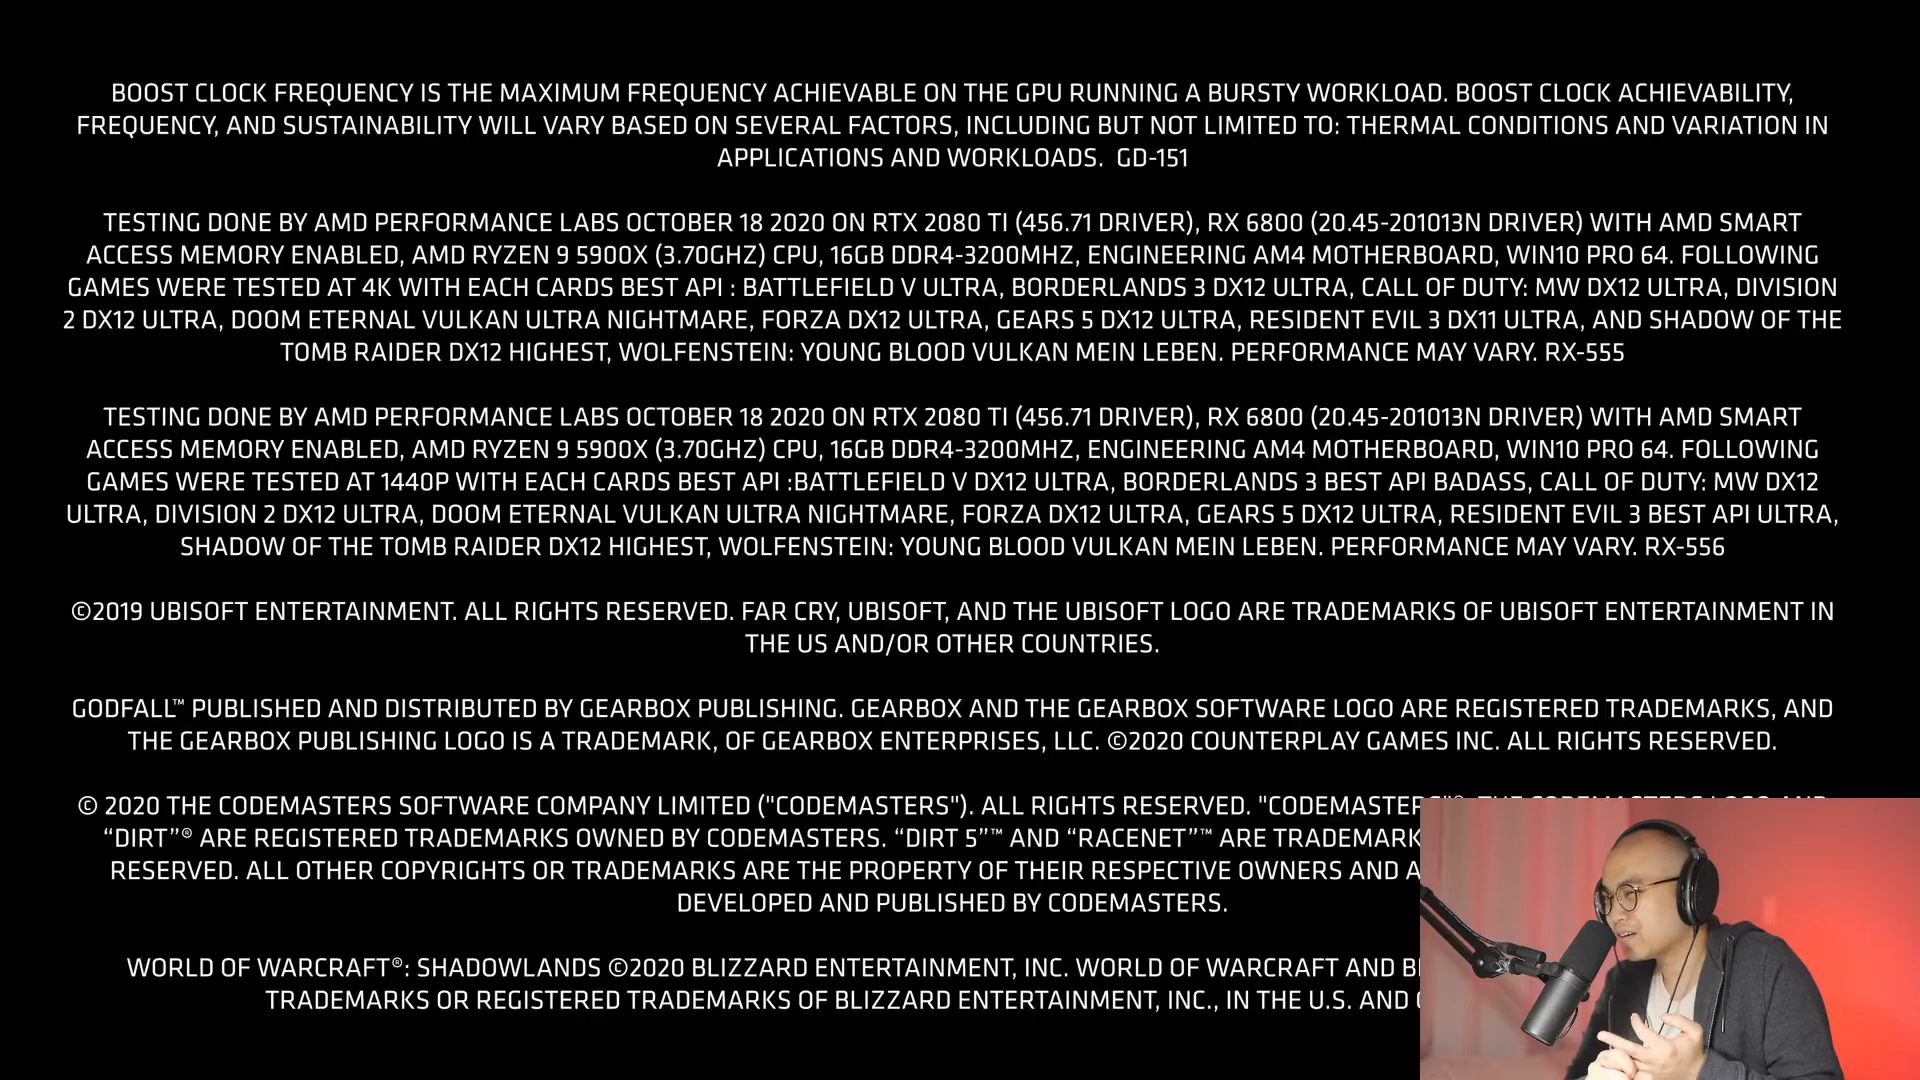 BOOST CLOCK FREQUENCY IS THE MAXIMUM FREQUENCY ACHIEVABLE ON THE GPU RUNNING A BURSTY WORKLOAD. BOOST CLOCK ACHIEVABILITY,
FREQUENCY, AND SUSTAINABILITY WILL VARY BASED ON SEVERAL FACTORS, INCLUDING BUT NOT LIMITED TO: THERMAL CONDITIONS AND VARIATION IN
APPLICATIONS AND WORKLOADS.  GD-151
TESTING DONE BY AMD PERFORMANCE LABS OCTOBER 18 2020 ON RTX 2080 TI (456.71 DRIVER), RX 6800 (20.45-201013N DRIVER) WITH AMD SMART
ACCESS MEMORY ENABLED, AMD RYZEN 9 5900X (3.70GHZ) CPU, 16GB DDR4-3200MHZ, ENGINEERING AM4 MOTHERBOARD, WIN10 PRO 64. FOLLOWING
GAMES WERE TESTED AT 4K WITH EACH CARDS BEST API : BATTLEFIELD V ULTRA, BORDERLANDS 3 DX12 ULTRA, CALL OF DUTY: MW DX12 ULTRA, DIVISION
2 DX12 ULTRA, DOOM ETERNAL VULKAN ULTRA NIGHTMARE, FORZA DX12 ULTRA, GEARS 5 DX12 ULTRA, RESIDENT EVIL 3 DX11 ULTRA, AND SHADOW OF THE
TOMB RAIDER DX12 HIGHEST, WOLFENSTEIN: YOUNG BLOOD VULKAN MEIN LEBEN. PERFORMANCE MAY VARY. RX-555
TESTING DONE BY AMD PERFORMANCE LABS OCTOBER 18 2020 ON RTX 2080 TI (456.71 DRIVER), RX 6800 (20.45-201013N DRIVER) WITH AMD SMART
ACCESS MEMORY ENABLED, AMD RYZEN 9 5900X (3.70GHZ) CPU, 16GB DDR4-3200MHZ, ENGINEERING AM4 MOTHERBOARD, WIN10 PRO 64. FOLLOWING
GAMES WERE TESTED AT 1440P WITH EACH CARDS BEST API :BATTLEFIELD V DX12 ULTRA, BORDERLANDS 3 BEST API BADASS, CALL OF DUTY: MW DX12
ULTRA, DIVISION 2 DX12 ULTRA, DOOM ETERNAL VULKAN ULTRA NIGHTMARE, FORZA DX12 ULTRA, GEARS 5 DX12 ULTRA, RESIDENT EVIL 3 BEST API ULTRA,
SHADOW OF THE TOMB RAIDER DX12 HIGHEST, WOLFENSTEIN: YOUNG BLOOD VULKAN MEIN LEBEN. PERFORMANCE MAY VARY. RX-556
©2019 UBISOFT ENTERTAINMENT. ALL RIGHTS RESERVED. FAR CRY, UBISOFT, AND THE UBISOFT LOGO ARE TRADEMARKS OF UBISOFT ENTERTAINMENT IN
THE US AND/OR OTHER COUNTRIES.
GODFALL™ PUBLISHED AND DISTRIBUTED BY GEARBOX PUBLISHING. GEARBOX AND THE GEARBOX SOFTWARE LOGO ARE REGISTERED TRADEMARKS, AND
THE GEARBOX PUBLISHING LOGO IS A TRADEMARK, OF GEARBOX ENTERPRISES, LLC. ©2020 COUNTERPLAY GAMES INC. ALL RIGHTS RESERVED.
© 2020 THE CODEMASTERS SOFTWARE COMPANY LIMITED ("CODEMASTERS"). ALL RIGHTS RESERVED. "CODEMASTERS"®, THE CODEMASTERS LOGO AND
“DIRT”® ARE REGISTERED TRADEMARKS OWNED BY CODEMASTERS. “DIRT 5”™ AND “RACENET”™ ARE TRADEMARK
RESERVED. ALL OTHER COPYRIGHTS OR TRADEMARKS ARE THE PROPERTY OF THEIR RESPECTIVE OWNERS AND A
DEVELOPED AND PUBLISHED BY CODEMASTERS.
WORLD OF WARCRAFT®: SHADOWLANDS ©2020 BLIZZARD ENTERTAINMENT, INC. WORLD OF WARCRAFT AND
TRADEMARKS OR REGISTERED TRADEMARKS OF BLIZZARD ENTERTAINMENT, INC., IN THE U.S. AND